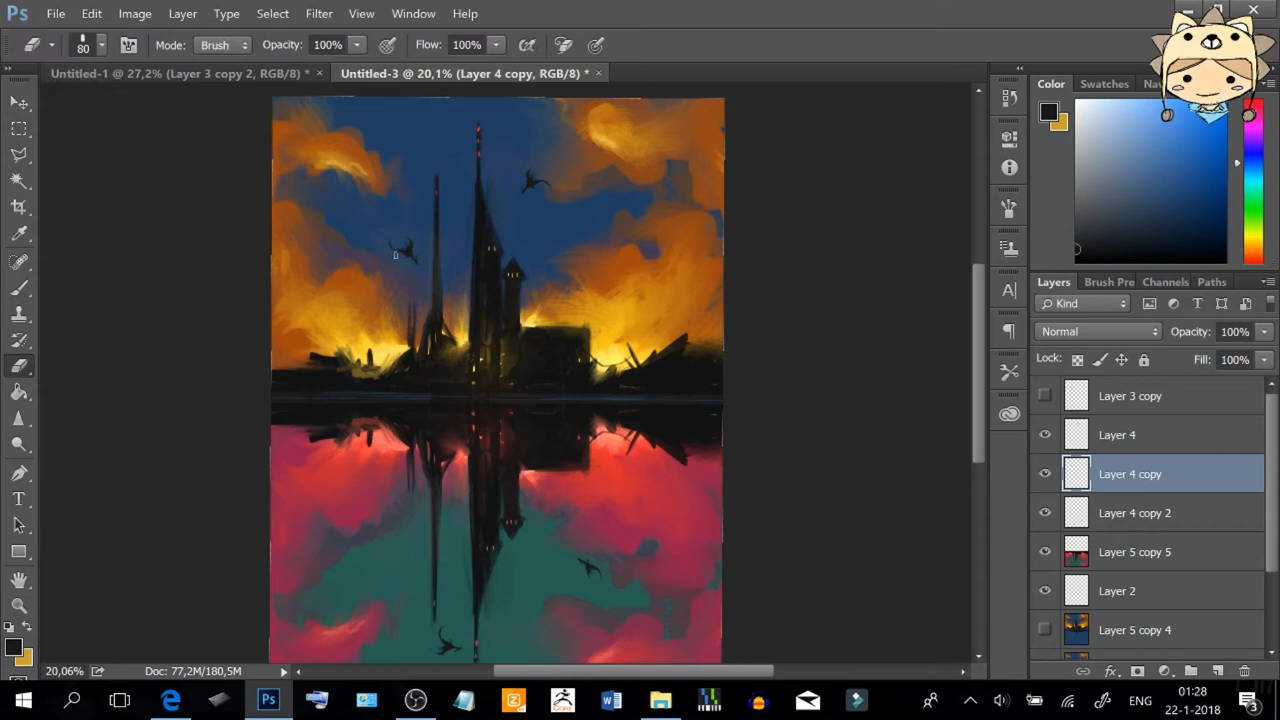 Ps File Edit Image Layer Type Select Filter View Window Help
80 Mode: Brush Opacity: 100% Flow: 100%
Untitled-1 @ 27,2% (Layer 3 copy 2, RGB/8) * × Untitled-3 @ 20,1% (Layer 4 copy, RGB/8) * ×
Color Swatches
Layers Brush Pre Channels Paths
Kind
Normal Opacity: 100%
Lock: Fill: 100%
Layer 3 copy
Layer 4
Layer 4 copy
Layer 4 copy 2
Layer 5 copy 5
Layer 2
Layer 5 copy 4
20,06% Doc: 77,2M/180,5M
Ps ENG 01:28
22-1-2018 3